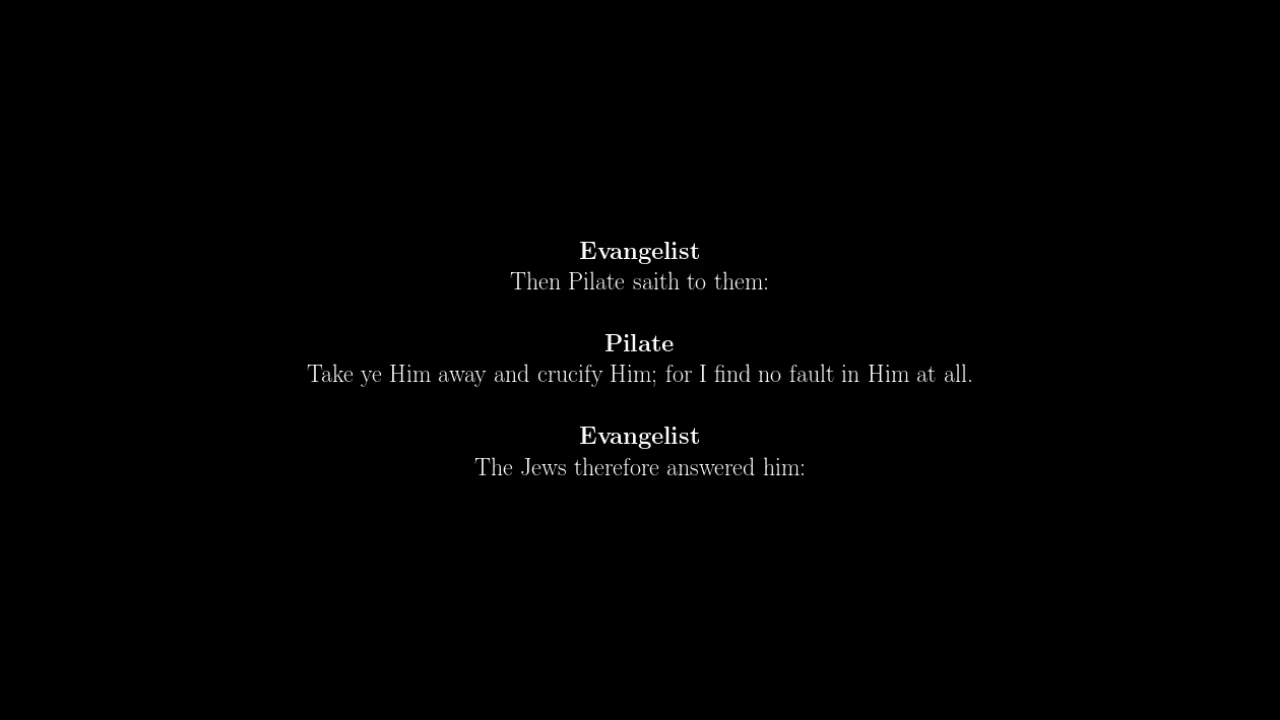 Evangelist
Then Pilate saith to them:
Pilate
Take ye Him away and crucify Him; for I find no fault in Him at all.
Evangelist
The Jews therefore answered him: